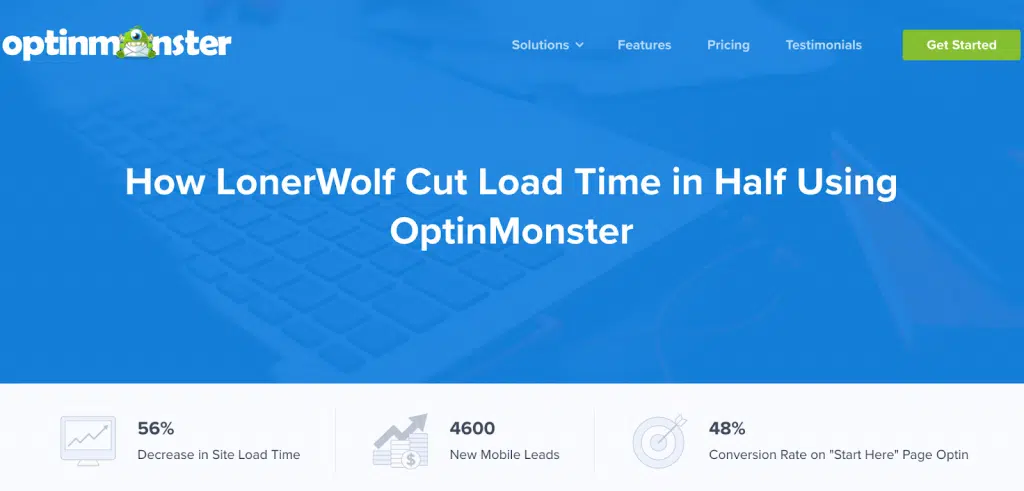 optinmonster
Solutions
Features
Pricing
Testimonials
Get Started
How LonerWolf Cut Load Time in Half Using
OptinMonster
56%
Decrease in Site Load Time
4600
New Mobile Leads
48%
Conversion Rate on "Start Here" Page Optin
$